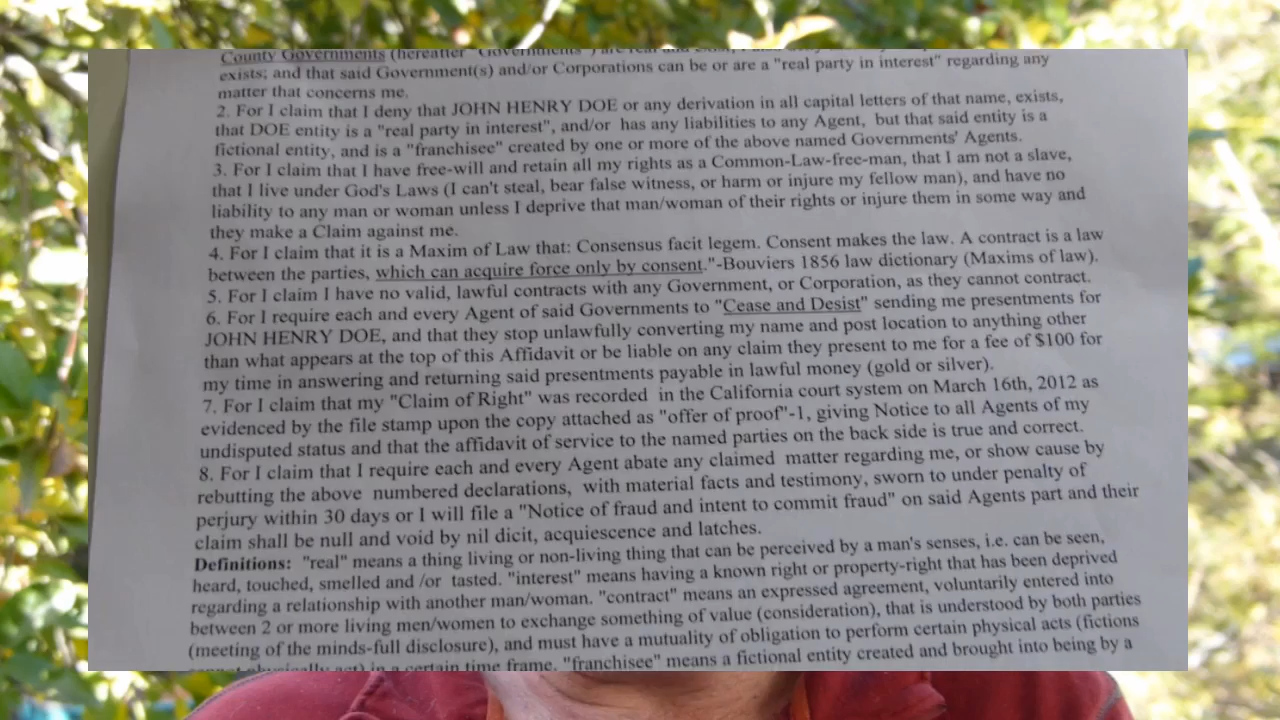 County Governments (hereafter "Governments") are real and
exists; and that said Government(s) and/or Corporations can be or are a "real party in interest" regarding any
matter that concerns me.
2. For I claim that I deny that JOHN HENRY DOE or any derivation in all capital letters of that name, exists,
that DOE entity is a "real party in interest", and/or has any liabilities to any Agent, but that said entity is a
fictional entity, and is a "franchisee" created by one or more of the above named Governments' Agents.
3. For I claim that I have free-will and retain all my rights as a Common-Law-free-man, that I am not a slave,
that I live under God's Laws (I can't steal, bear false witness, or harm or injure my fellow man), and have no
liability to any man or woman unless I deprive that man/woman of their rights or injure them in some way and
they make a Claim against me.
4. For I claim that it is a Maxim of Law that: Consensus facit legem. Consent makes the law. A contract is a law
between the parties, which can acquire force only by consent."-Bouviers 1856 law dictionary (Maxims of law).
5. For I claim I have no valid, lawful contracts with any Government, or Corporation, as they cannot contract.
6. For I require each and every Agent of said Governments to "Cease and Desist" sending me presentments for
JOHN HENRY DOE, and that they stop unlawfully converting my name and post location to anything other
than what appears at the top of this Affidavit or be liable on any claim they present to me for a fee of $100 for
my time in answering and returning said presentments payable in lawful money (gold or silver).
7. For I claim that my "Claim of Right" was recorded in the California court system on March 16th, 2012 as
evidenced by the file stamp upon the copy attached as "offer of proof"-1, giving Notice to all Agents of my
undisputed status and that the affidavit of service to the named parties on the back side is true and correct.
8. For I claim that I require each and every Agent abate any claimed matter regarding me, or show cause by
rebutting the above numbered declarations, with material facts and testimony, sworn to under penalty of
perjury within 30 days or I will file a "Notice of fraud and intent to commit fraud" on said Agents part and their
claim shall be null and void by nil dicit, acquiescence and latches.
Definitions: "real" means a thing living or non-living thing that can be perceived by a man's senses, i.e. can be seen,
heard, touched, smelled and /or tasted. "interest" means having a known right or property-right that has been deprived
regarding a relationship with another man/woman. "contract" means an expressed agreement, voluntarily entered into
between 2 or more living men/women to exchange something of value (consideration), that is understood by both parties
(meeting of the minds-full disclosure), and must have a mutuality of obligation to perform certain physical acts (fictions
cannot physically act) in a certain time frame. "franchisee" means a fictional entity created and brought into being by a